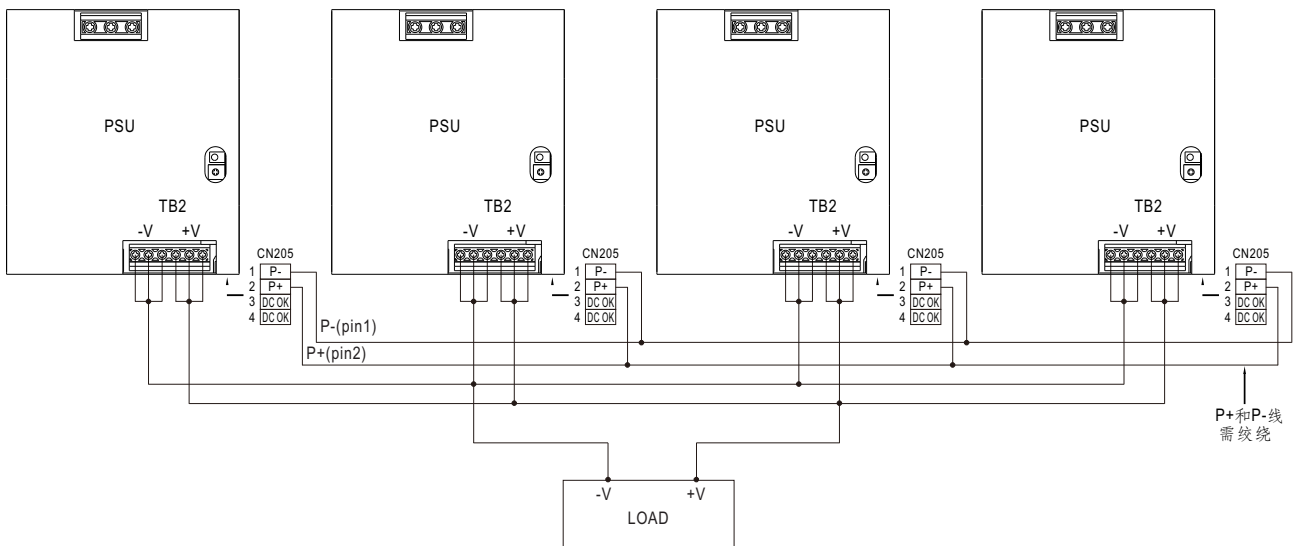 PSU
PSU
PSU
PSU
TB2
TB2
TB2
TB2
-V +V
-V +V
-V +V
-V +V
CN205
1 P-
2 P+
3 DC OK
4 DC OK
CN205
1 P-
2 P+
3 DC OK
4 DC OK
CN205
1 P-
2 P+
3 DC OK
4 DC OK
CN205
1 P-
2 P+
3 DC OK
4 DC OK
P-(pin1)
P+(pin2)
P+和P-线
需绞绕
-V +V
LOAD